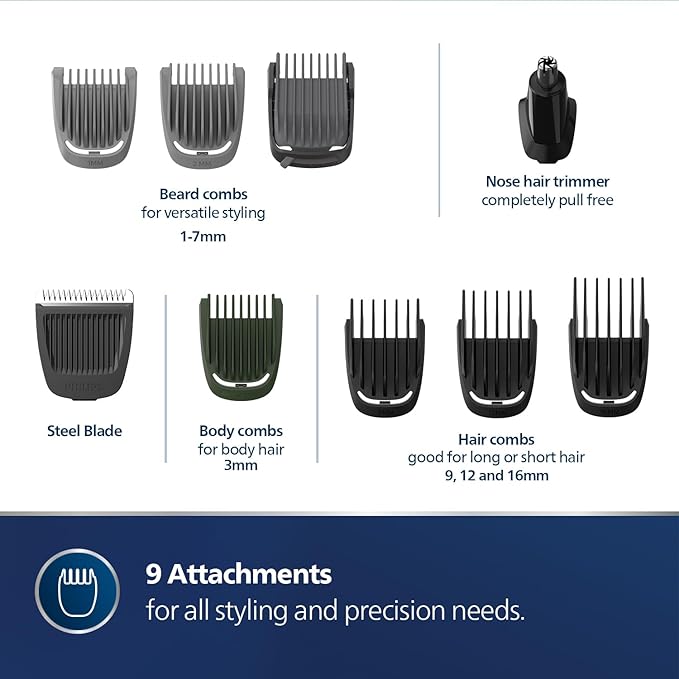 1MM
2 MM
Beard combs
for versatile styling
1-7mm
Nose hair trimmer
completely pull free
PHILIPS
Steel Blade
Body combs
for body hair
3mm
Hair combs
good for long or short hair
9, 12 and 16mm
9 Attachments
for all styling and precision needs.